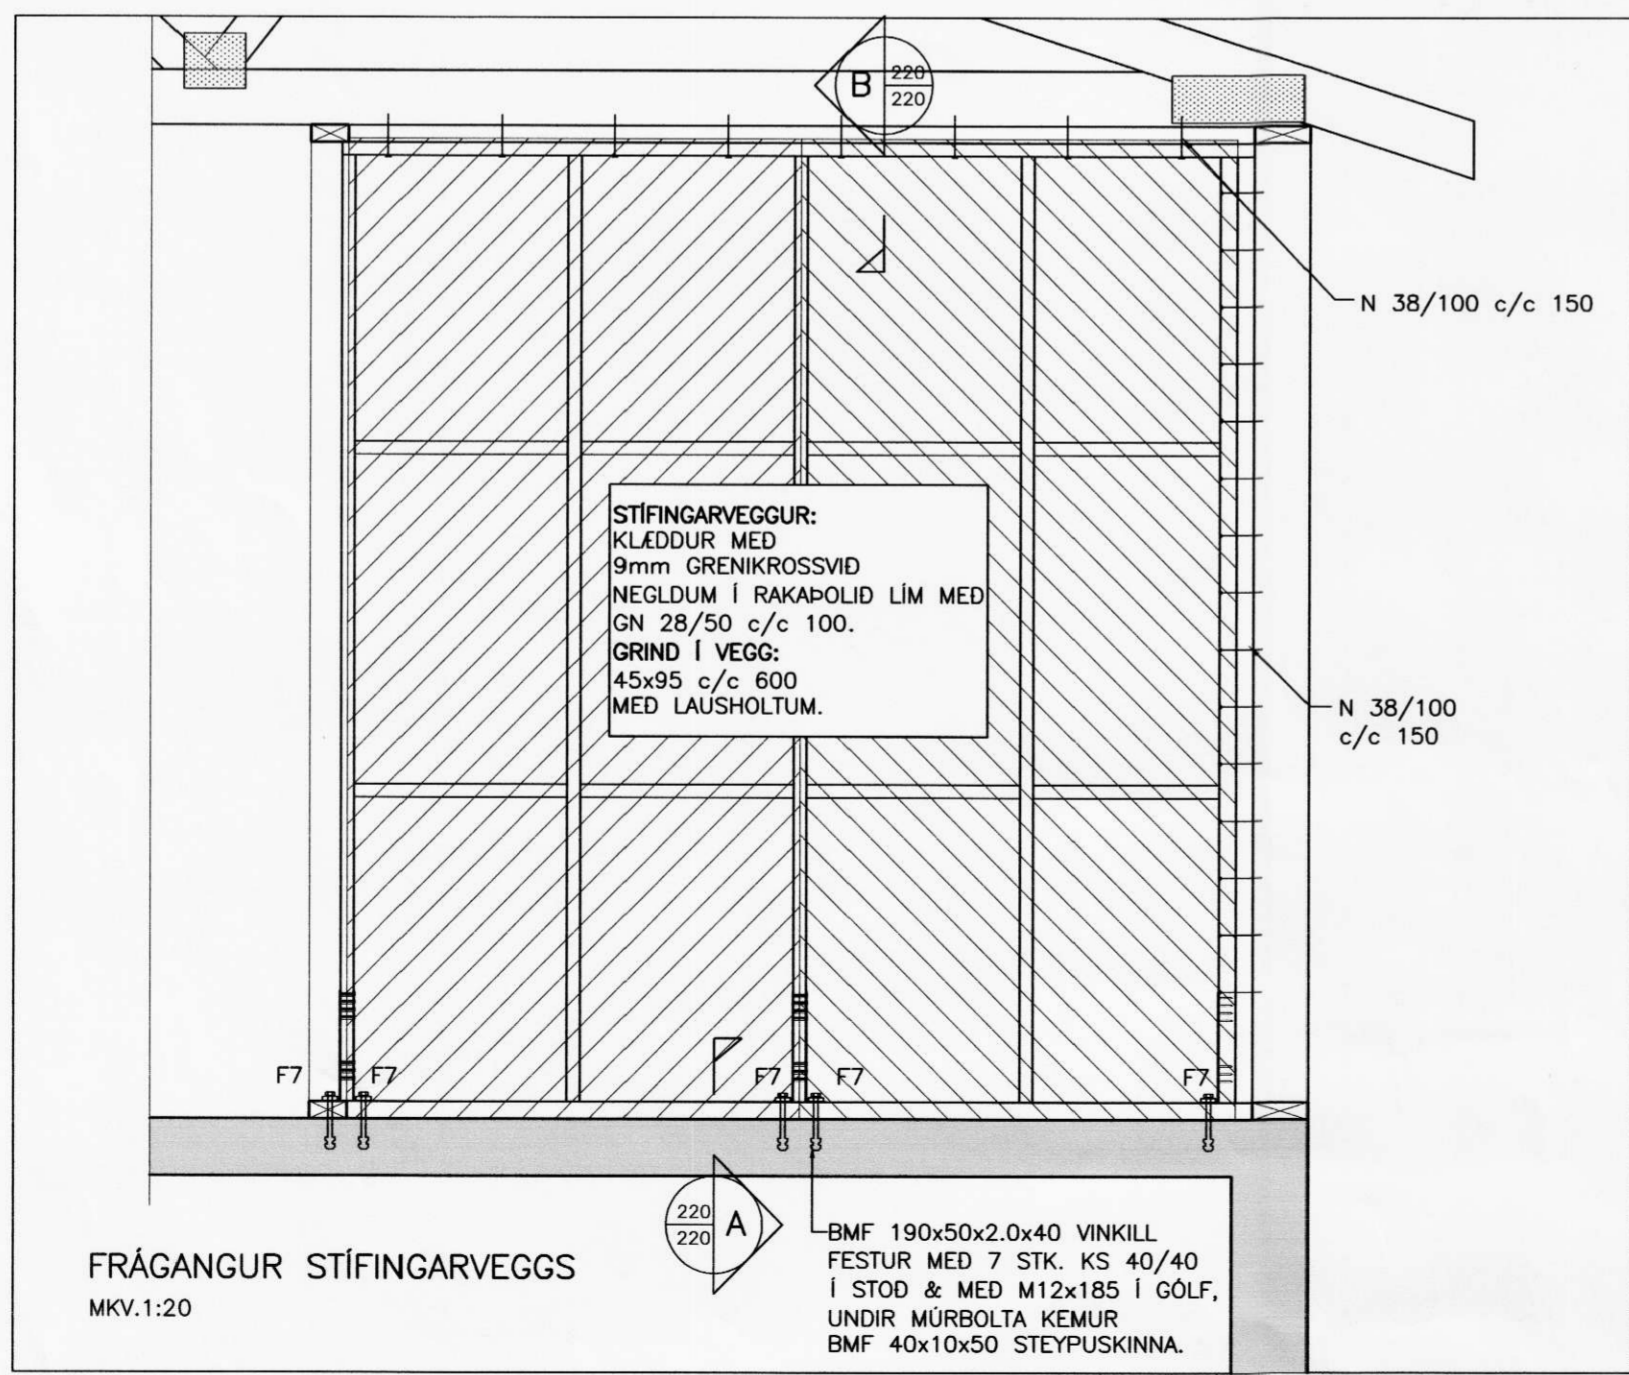 B
220
220
N 38/100 c/c 150
STÍFINGARVEGGUR:
KLÆDDUR MEÐ
9mm GRENIKROSSVIÐ
NEGLDUM Í RAKAÞOLIÐ LÍM MEÐ
GN 28/50 c/c 100.
GRIND Í VEGG:
45x95 c/c 600
MEÐ LAUSHOLTUM.
N 38/100
c/c 150
F7 F7 F7 F7 F7
220
220
A
BMF 190x50x2.0x40 VINKILL
FESTUR MEÐ 7 STK. KS 40/40
Í STOÐ & MEÐ M12x185 Í GÓLF,
UNDIR MÚRBOLTA KEMUR
BMF 40x10x50 STEYPUSKINNA.
FRÁGANGUR STÍFINGARVEGGS
MKV.1:20